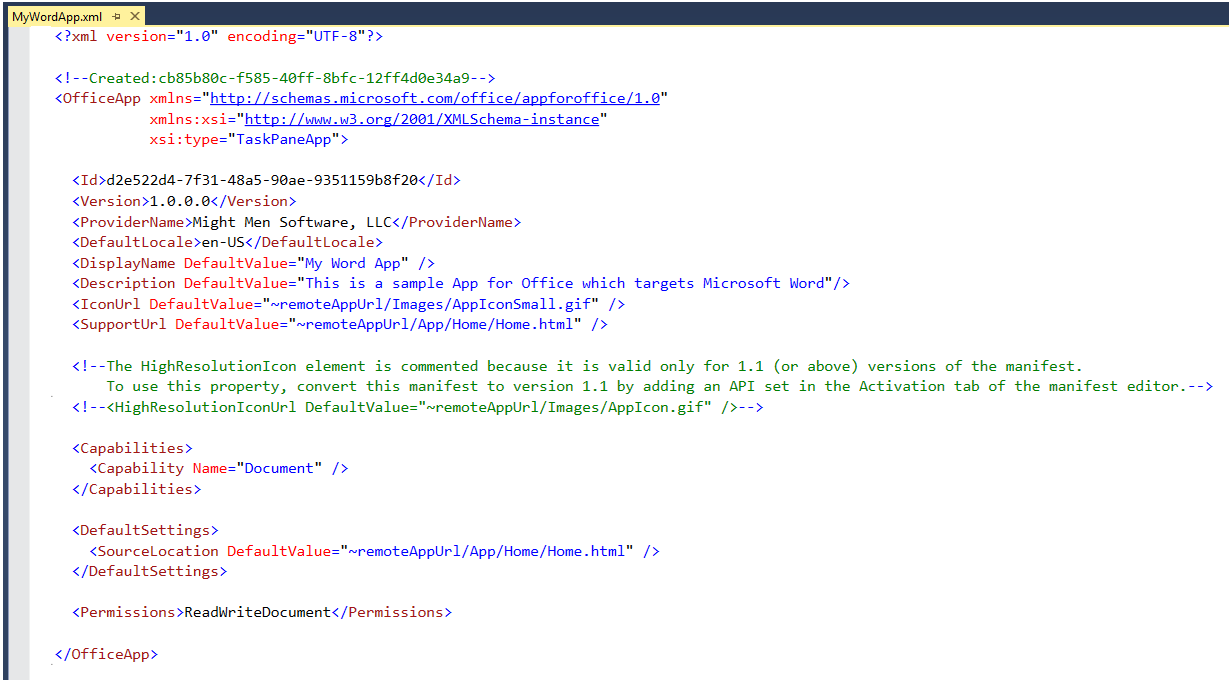 MyWordApp.xml
<?xml version="1.0" encoding="UTF-8"?>
<!--Created:cb85b80c-f585-40ff-8bfc-12ff4d0e34a9-->
<OfficeApp xmlns="http://schemas.microsoft.com/office/appforoffice/1.0"
xmlns:xsi="http://www.w3.org/2001/XMLSchema-instance"
xsi:type="TaskPaneApp">
<Id>d2e522d4-7f31-48a5-90ae-9351159b8f20</Id>
<Version>1.0.0.0</Version>
<ProviderName>Might Men Software, LLC</ProviderName>
<DefaultLocale>en-US</DefaultLocale>
<DisplayName DefaultValue="My Word App" />
<Description DefaultValue="This is a sample App for Office which targets Microsoft Word"/>
<IconUrl DefaultValue="~remoteAppUrl/Images/AppIconSmall.gif" />
<SupportUrl DefaultValue="~remoteAppUrl/App/Home/Home.html" />
<!--The HighResolutionIcon element is commented because it is valid only for 1.1 (or above) versions of the manifest.
To use this property, convert this manifest to version 1.1 by adding an API set in the Activation tab of the manifest editor.-->
<!--<HighResolutionIconUrl DefaultValue="~remoteAppUrl/Images/AppIcon.gif" />-->
<Capabilities>
<Capability Name="Document" />
</Capabilities>
<DefaultSettings>
<SourceLocation DefaultValue="~remoteAppUrl/App/Home/Home.html" />
</DefaultSettings>
<Permissions>ReadWriteDocument</Permissions>
</OfficeApp>